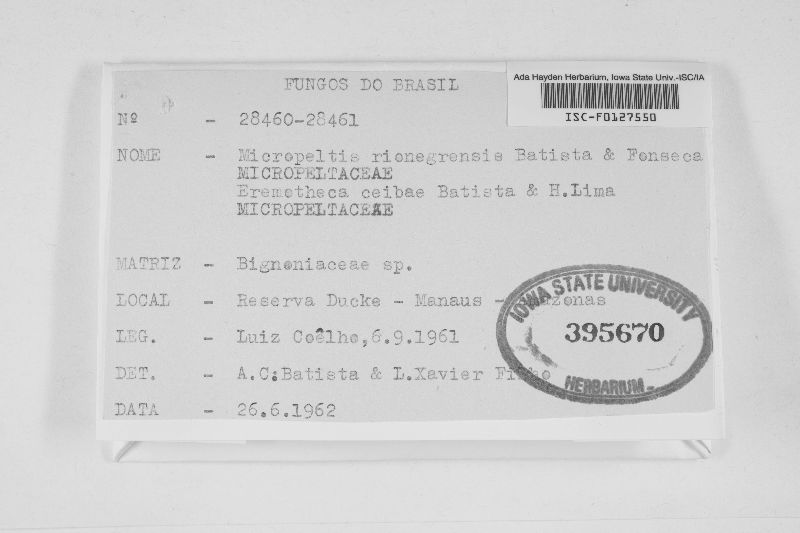 Ada Hayden Herbarium, Iowa State Univ.-ISC/IA
ISC-F0127550
FUNGOS DO BRASIL
Nº - 28460-28461
NOME - Micropeltis rionegrensis Batista & Fonseca
MICROPELTACEAE
Eremotheca ceibae Batista & H.Lima
MICROPELTACEAE
MATRIZ - Bignoniaceae sp.
LOCAL - Reserva Ducke - Manaus - Amazonas
LEG. - Luiz Coêlho,6.9.1961
DET. - A.C.Batista & L.Xavier Filho
DATA - 26.6.1962
IOWA STATE UNIVERSITY
395670
HERBARIUM-